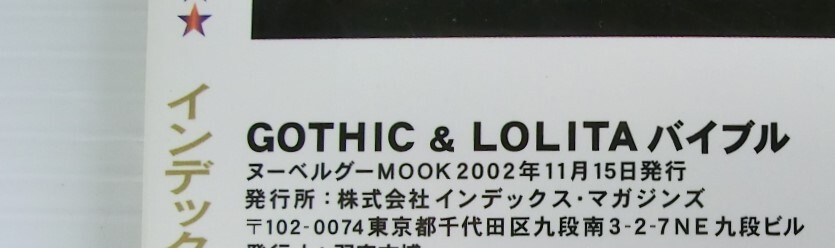 インデック
GOTHIC & LOLITA バイブル
ヌーベルグーMOOK 2002年11月15日発行
発行所：株式会社インデックス・マガジンズ
〒102-0074 東京都千代田区九段南3-2-7NE九段ビル